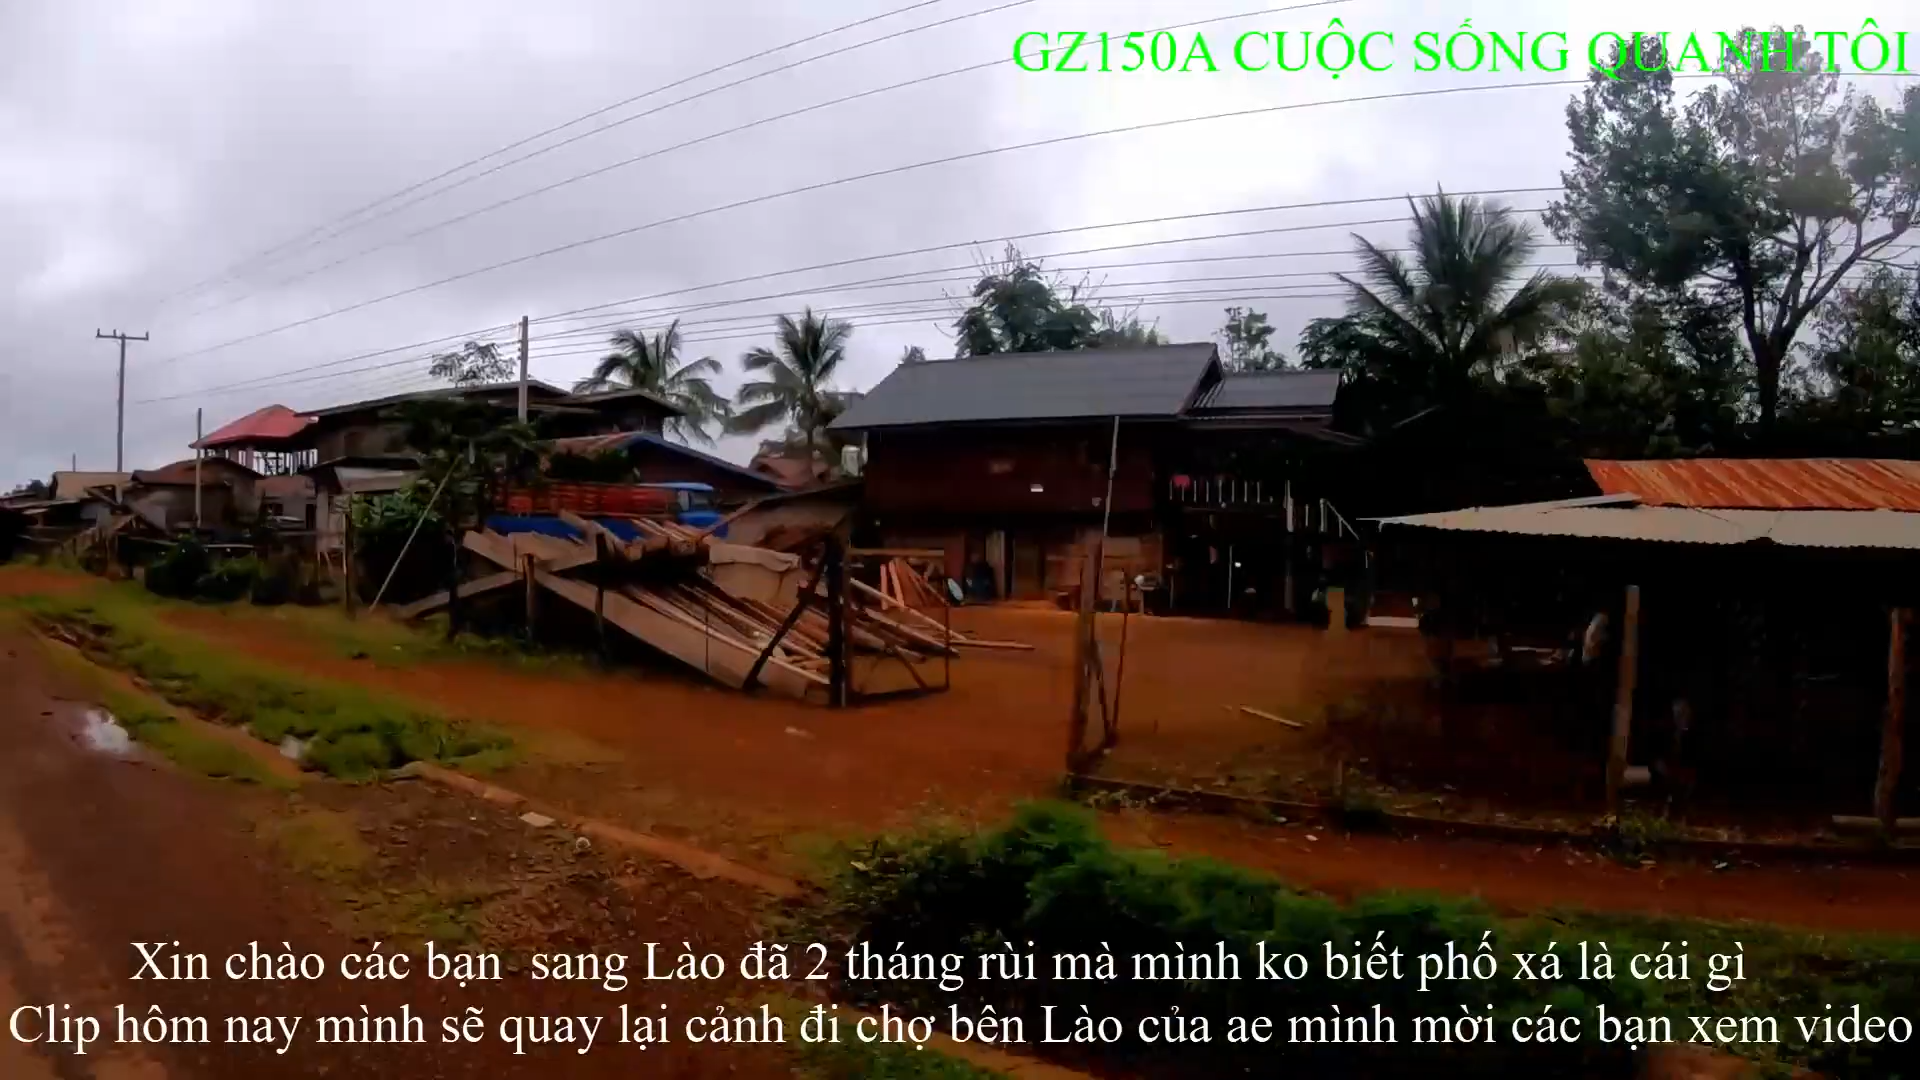 GZ150A CUỘC SỐNG QUANH TÔI
Xin chào các bạn  sang Lào đã 2 tháng rùi mà mình ko biết phố xá là cái gì
Clip hôm nay mình sẽ quay lại cảnh đi chợ bên Lào của ae mình mời các bạn xem video